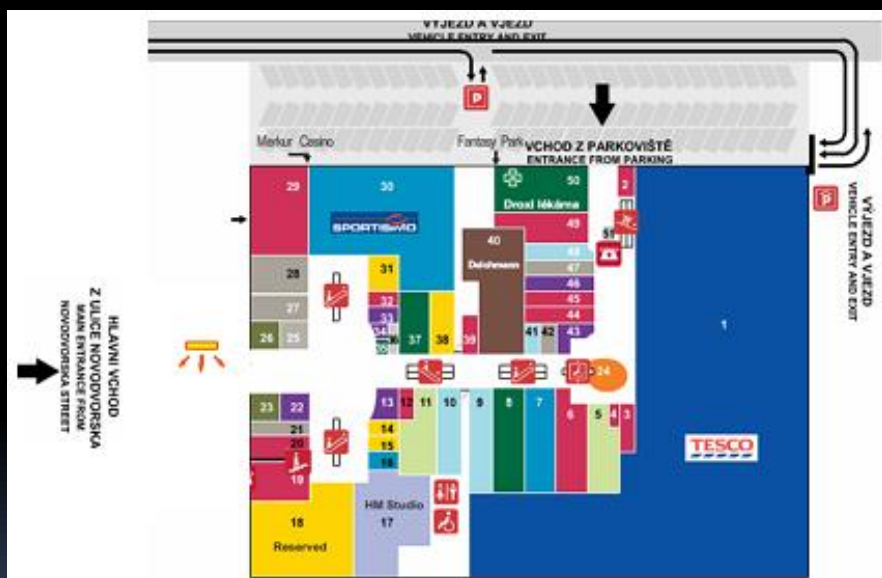 VÝJEZD A VJEZD
VEHICLE ENTRY AND EXIT
P
Merkur Casino
Fantasy Park
VCHOD Z PARKOVIŠTĚ
ENTRANCE FROM PARKING
P
VÝJEZD A VJEZD
VEHICLE ENTRY AND EXIT
HLAVNÍ VCHOD
Z ULICE NOVODVORSKA
MAIN ENTRANCE FROM
NOVODVORSKA STREET
29
30
SPORTISIMO
50
Droxi lékárna
2
49
51
40
Deichmann
48
47
46
45
44
28
31
27
32
33
34
35
36
37
38
39
41
42
43
26
25
1
24
23
22
13
12
11
10
9
8
7
6
5
4
3
21
14
20
15
16
19
TESCO
HM Studio
17
18
Reserved